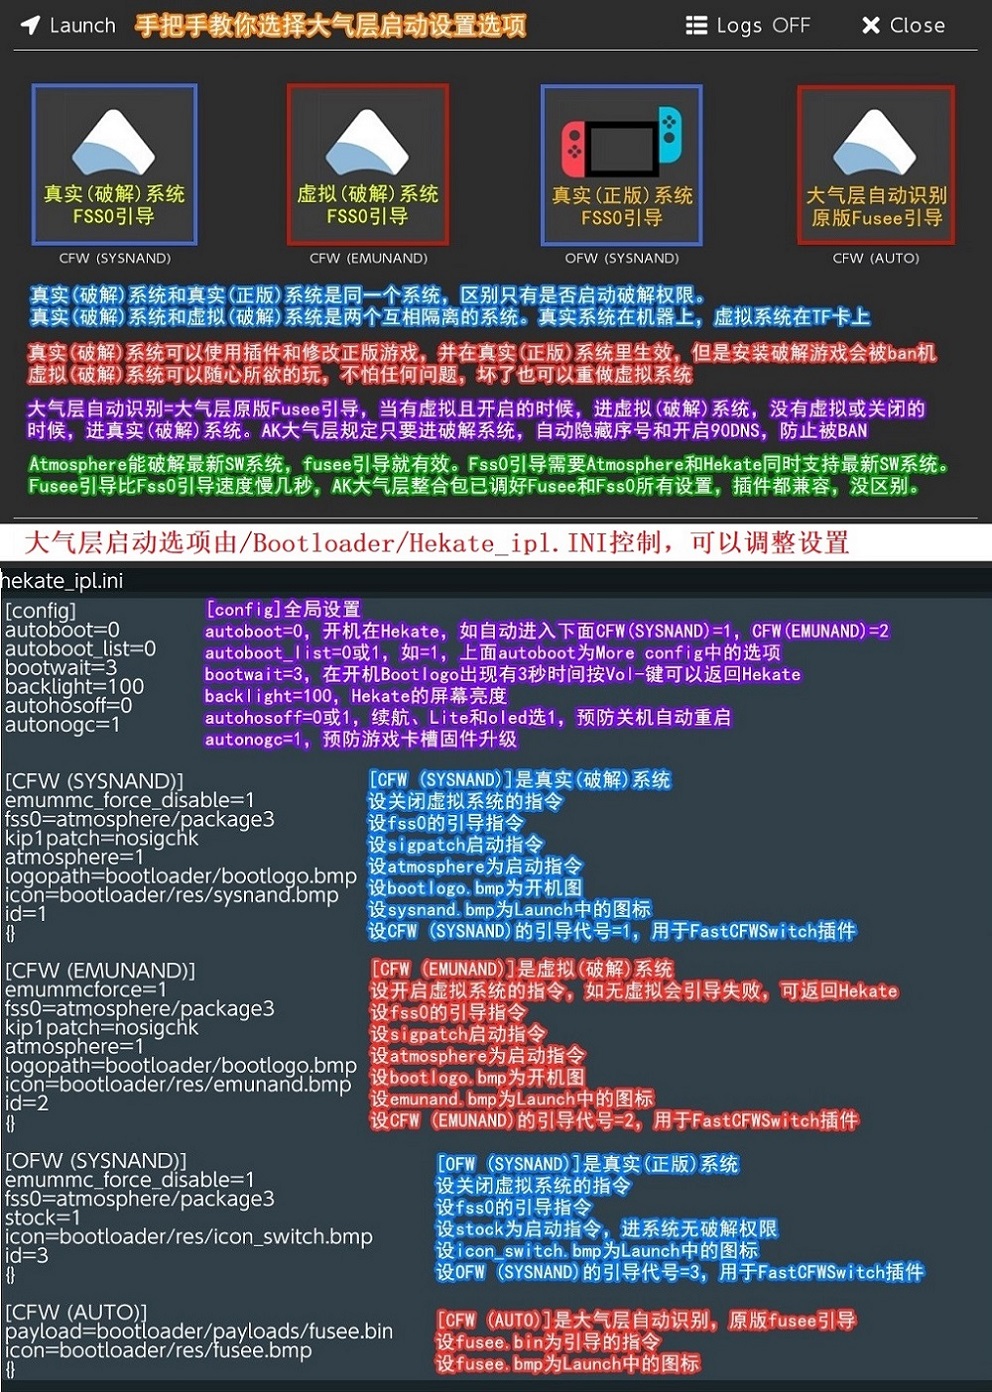 Launch 手把手教你选择大气层启动设置选项 Logs OFF Close
真实(破解)系统
FSS0引导
虚拟(破解)系统
FSS0引导
真实(正版)系统
FSS0引导
大气层自动识别
原版Fusee引导
CFW (SYSNAND)
CFW (EMUNAND)
OFW (SYSNAND)
CFW (AUTO)
真实(破解)系统和真实(正版)系统是同一个系统，区别只有是否启动破解权限。
真实(破解)系统和虚拟(破解)系统是两个互相隔离的系统。真实系统在机器上，虚拟系统在TF卡上
真实(破解)系统可以使用插件和修改正版游戏，并在真实(正版)系统里生效，但是安装破解游戏会被ban机
虚拟(破解)系统可以随心所欲的玩，不怕任何问题，坏了也可以重做虚拟系统
大气层自动识别=大气层原版Fusee引导，当有虚拟且开启的时候，进虚拟(破解)系统，没有虚拟或关闭的
时候，进真实(破解)系统。AK大气层规定只要进破解系统，自动隐藏序号和开启90DNS，防止被BAN
Atmosphere能破解最新SW系统，fusee引导就有效。Fss0引导需要Atmosphere和Hekate同时支持最新SW系统。
Fusee引导比Fss0引导速度慢几秒，AK大气层整合包已调好Fusee和Fss0所有设置，插件都兼容，没区别。
大气层启动选项由/Bootloader/Hekate_ipl.INI控制，可以调整设置
hekate_ipl.ini
[config]
autoboot=0
autoboot_list=0
bootwait=3
backlight=100
autohosoff=0
autonogc=1
[config]全局设置
autoboot=0，开机在Hekate，如自动进入下面CFW(SYSNAND)=1，CFW(EMUNAND)=2
autoboot_list=0或1，如=1，上面autoboot为More config中的选项
bootwait=3，在开机Bootlogo出现有3秒时间按Vol-键可以返回Hekate
backlight=100，Hekate的屏幕亮度
autohosoff=0或1，续航、Lite和oled选1，预防关机自动重启
autonogc=1，预防游戏卡槽固件升级
[CFW (SYSNAND)]
emummc_force_disable=1
fss0=atmosphere/package3
kip1patch=nosigchk
atmosphere=1
logopath=bootloader/bootlogo.bmp
icon=bootloader/res/sysnand.bmp
id=1
{}
[CFW (SYSNAND)]是真实(破解)系统
设关闭虚拟系统的指令
设fss0的引导指令
设sigpatch启动指令
设atmosphere为启动指令
设bootlogo.bmp为开机图
设sysnand.bmp为Launch中的图标
设CFW (SYSNAND)的引导代号=1，用于FastCFWSwitch插件
[CFW (EMUNAND)]
emummcforce=1
fss0=atmosphere/package3
kip1patch=nosigchk
atmosphere=1
logopath=bootloader/bootlogo.bmp
icon=bootloader/res/emunand.bmp
id=2
{}
[CFW (EMUNAND)]是虚拟(破解)系统
设开启虚拟系统的指令，如无虚拟会引导失败，可返回Hekate
设fss0的引导指令
设sigpatch启动指令
设atmosphere为启动指令
设bootlogo.bmp为开机图
设emunand.bmp为Launch中的图标
设CFW (EMUNAND)的引导代号=2，用于FastCFWSwitch插件
[OFW (SYSNAND)]
emummc_force_disable=1
fss0=atmosphere/package3
stock=1
icon=bootloader/res/icon_switch.bmp
id=3
{}
[OFW (SYSNAND)]是真实(正版)系统
设关闭虚拟系统的指令
设fss0的引导指令
设stock为启动指令，进系统无破解权限
设icon_switch.bmp为Launch中的图标
设OFW (SYSNAND)的引导代号=3，用于FastCFWSwitch插件
[CFW (AUTO)]
payload=bootloader/payloads/fusee.bin
icon=bootloader/res/fusee.bmp
{}
[CFW (AUTO)]是大气层自动识别，原版fusee引导
设fusee.bin为引导的指令
设fusee.bmp为Launch中的图标